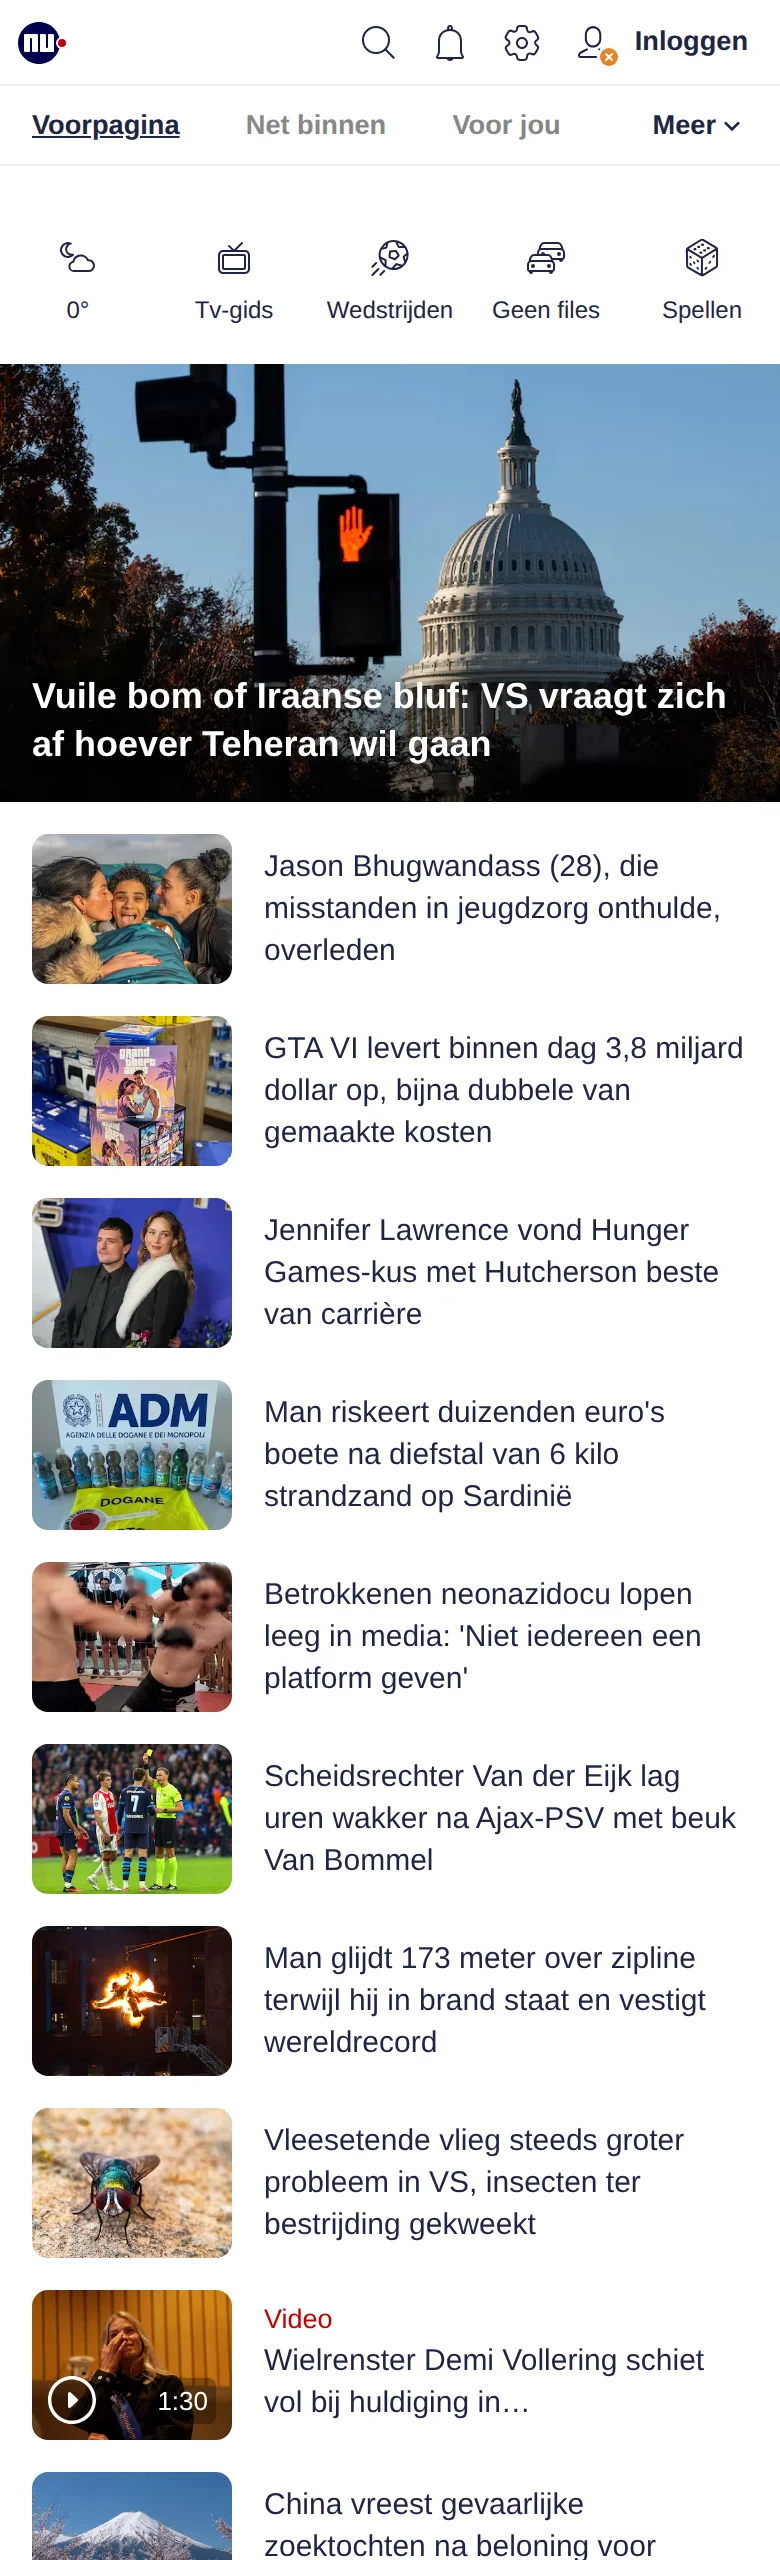 nu
Inloggen
Voorpagina
Net binnen
Voor jou
Meer
0°
Tv-gids
Wedstrijden
Geen files
Spellen
Vuile bom of Iraanse bluf: VS vraagt zich
af hoever Teheran wil gaan
Jason Bhugwandass (28), die
misstanden in jeugdzorg onthulde,
overleden
grand
theft
GTA VI levert binnen dag 3,8 miljard
dollar op, bijna dubbele van
gemaakte kosten
Jennifer Lawrence vond Hunger
Games-kus met Hutcherson beste
van carrière
ADM
AGENZIA DELLE DOGANE E DEI MONOPOLI
DOGANE
Man riskeert duizenden euro's
boete na diefstal van 6 kilo
strandzand op Sardinië
Betrokkenen neonazidocu lopen
leeg in media: 'Niet iedereen een
platform geven'
7
Scheidsrechter Van der Eijk lag
uren wakker na Ajax-PSV met beuk
Van Bommel
Man glijdt 173 meter over zipline
terwijl hij in brand staat en vestigt
wereldrecord
Vleesetende vlieg steeds groter
probleem in VS, insecten ter
bestrijding gekweekt
1:30
Video
Wielrenster Demi Vollering schiet
vol bij huldiging in…
China vreest gevaarlijke
zoektochten na beloning voor